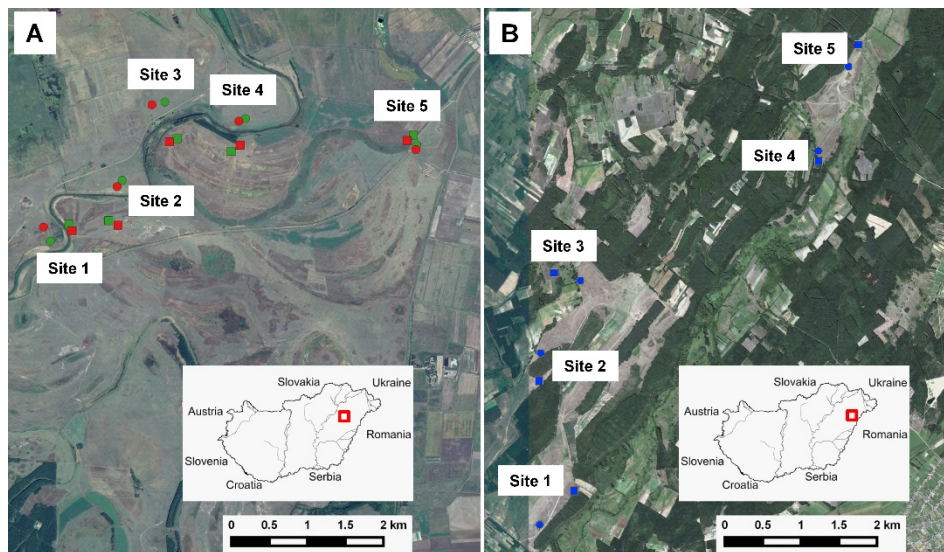 A
Site 3
Site 4
Site 5
Site 2
Site 1
Slovakia
Ukraine
Austria
Romania
Slovenia
Serbia
Croatia
0 0.5 1 1.5 2 km
B
Site 5
Site 4
Site 3
Site 2
Site 1
Slovakia
Ukraine
Austria
Romania
Slovenia
Serbia
Croatia
0 0.5 1 1.5 2 km